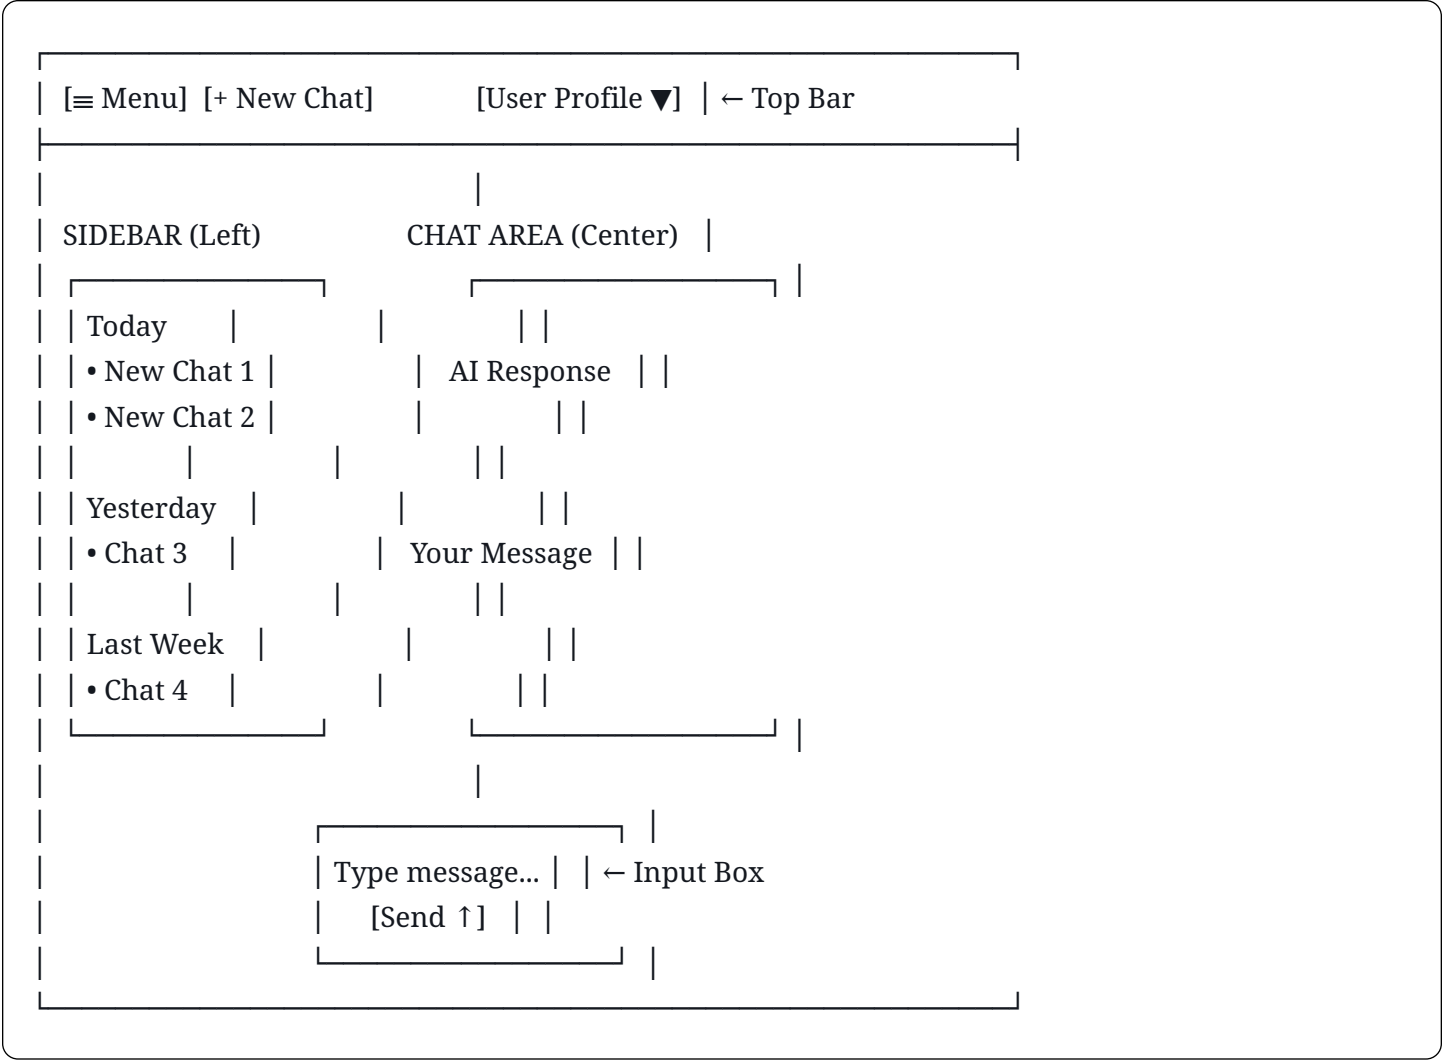 [≡ Menu] [+ New Chat] [User Profile ▼] ← Top Bar
SIDEBAR (Left) CHAT AREA (Center)
Today
• New Chat 1 AI Response
• New Chat 2
Yesterday
• Chat 3 Your Message
Last Week
• Chat 4
Type message... ← Input Box
[Send ↑]